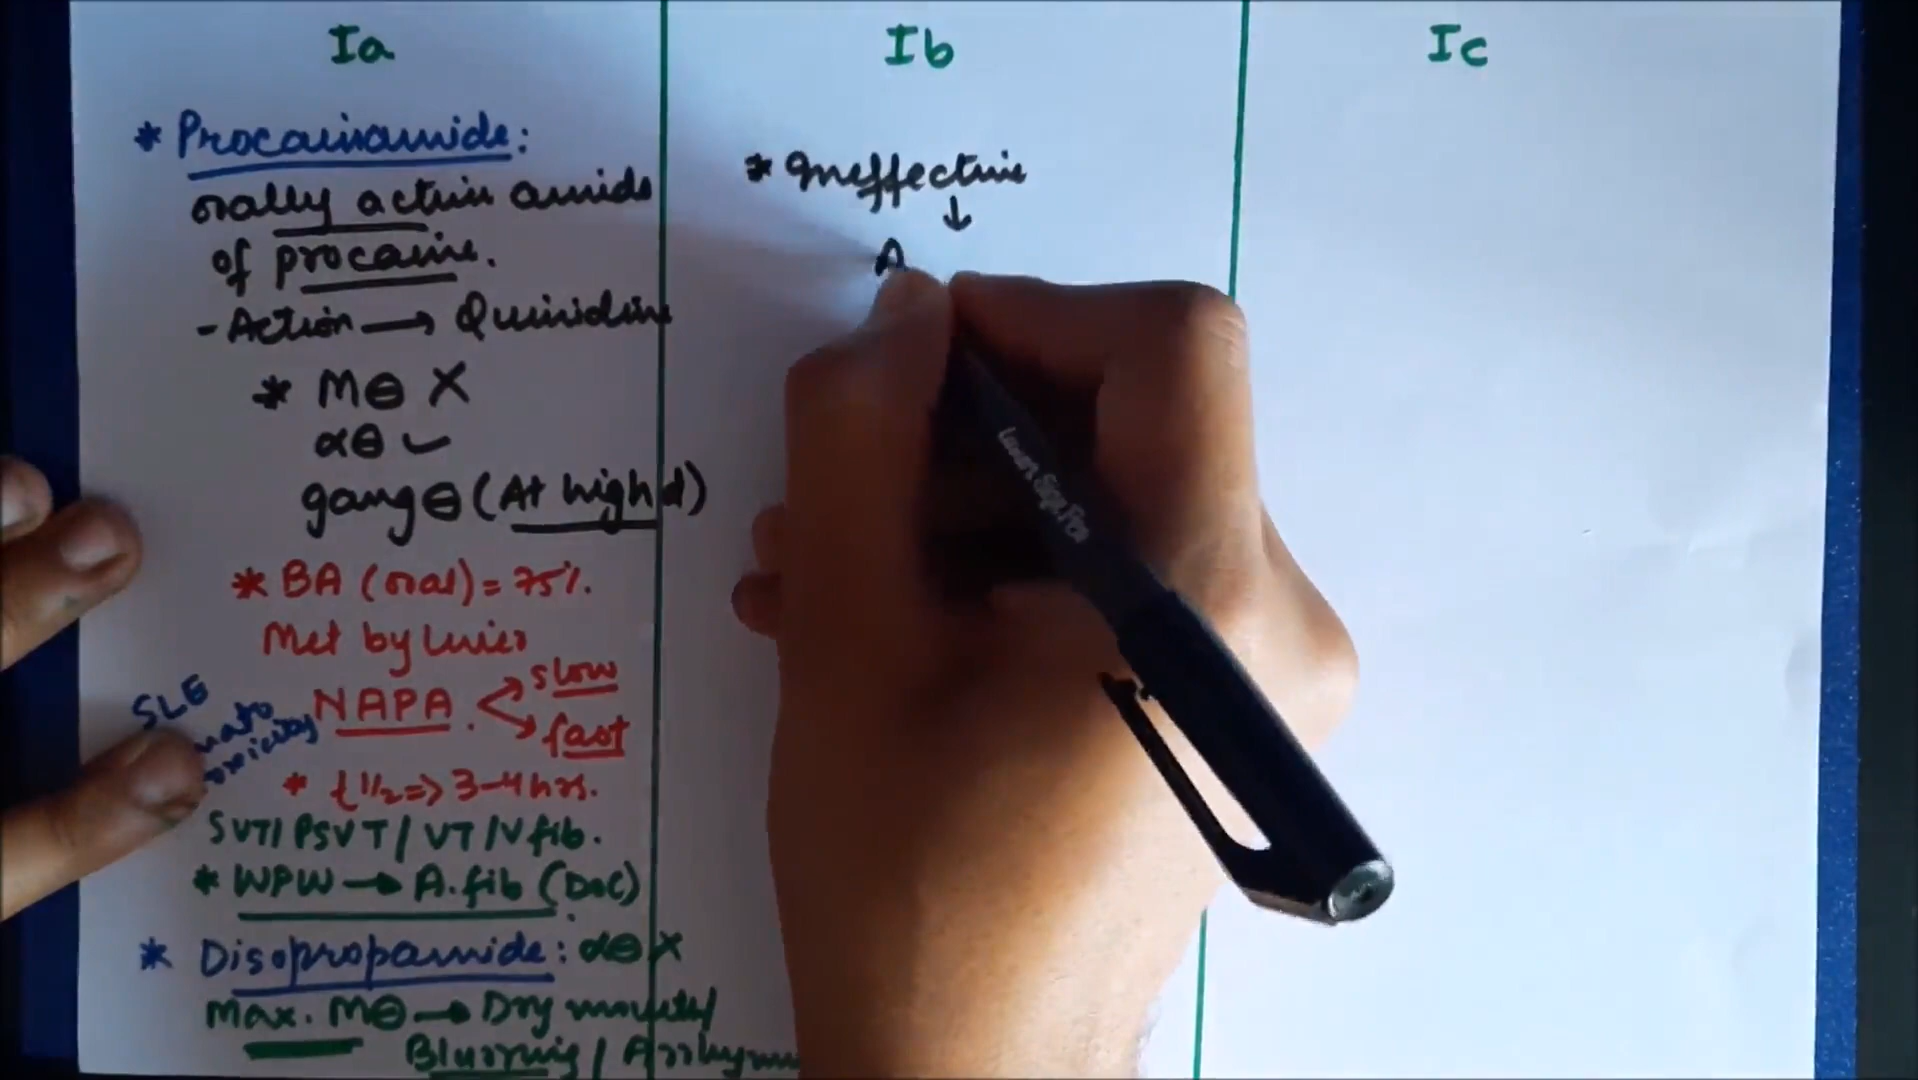 Ia
Ib
Ic
* Procainamide:
orally active amide
of procaine.
- Action → Quinidine
* M⊖ X
α⊖ ✓
gang⊖ (At high d)
* BA (oral) = 75%.
Met by liver
NAPA. < slow
fast
SLE
* t 1/2 => 3-4 hrs.
SVT/PSVT/VT/V fib.
* WPW → A.fib (DOC)
* Disopropamide: α⊖ X
Max. M⊖ → Dry
Blurring /
* Ineffective
↓
A